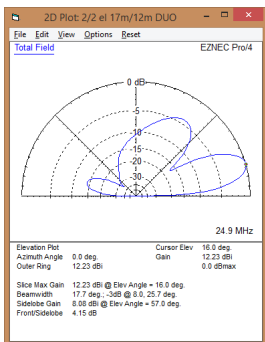 2D Plot: 2/2 el 17m/12m DUO
File Edit View Options Reset
Total Field EZNEC Pro/4
0 dB
-5
-10
-15
-20
-30
24.9 MHz
Elevation Plot Cursor Elev 16.0 deg.
Azimuth Angle 0.0 deg. Gain 12.23 dBi
Outer Ring 12.23 dBi 0.0 dBmax
Slice Max Gain 12.23 dBi @ Elev Angle = 16.0 deg.
Beamwidth 17.7 deg.; -3dB @ 8.0, 25.7 deg.
Sidelobe Gain 8.08 dBi @ Elev Angle = 57.0 deg.
Front/Sidelobe 4.15 dB